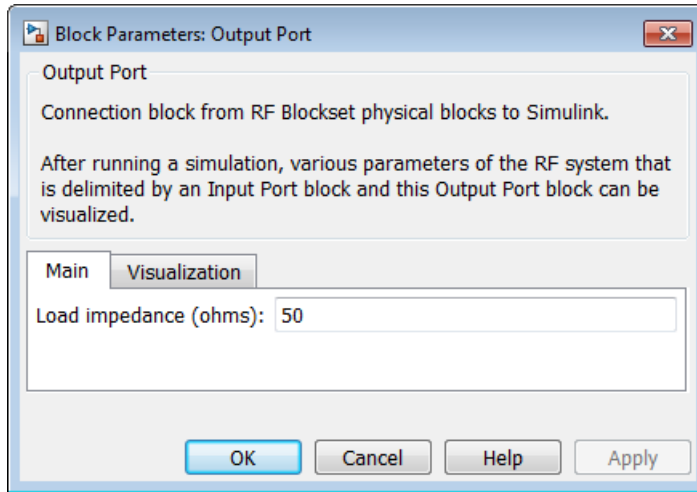 Block Parameters: Output Port
Output Port
Connection block from RF Blockset physical blocks to Simulink.
After running a simulation, various parameters of the RF system that
is delimited by an Input Port block and this Output Port block can be
visualized.
Main Visualization
Load impedance (ohms): 50
OK Cancel Help Apply